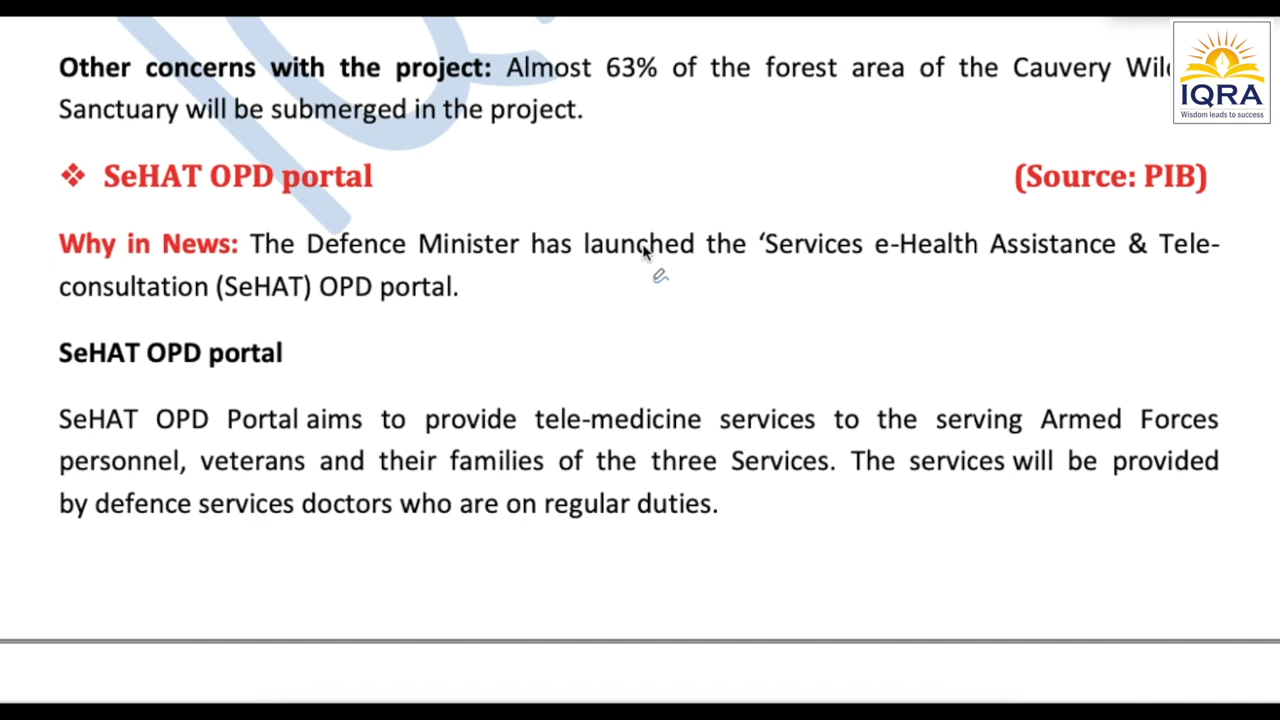 Other concerns with the project: Almost 63% of the forest area of the Cauvery
Sanctuary will be submerged in the project.
❖ SeHAT OPD portal (Source: PIB)
Why in News: The Defence Minister has launched the ‘Services e-Health Assistance & Tele-
consultation (SeHAT) OPD portal.
SeHAT OPD portal
SeHAT OPD Portal aims to provide tele-medicine services to the serving Armed Forces
personnel, veterans and their families of the three Services. The services will be provided
by defence services doctors who are on regular duties.
IQRA
Wisdom leads to success